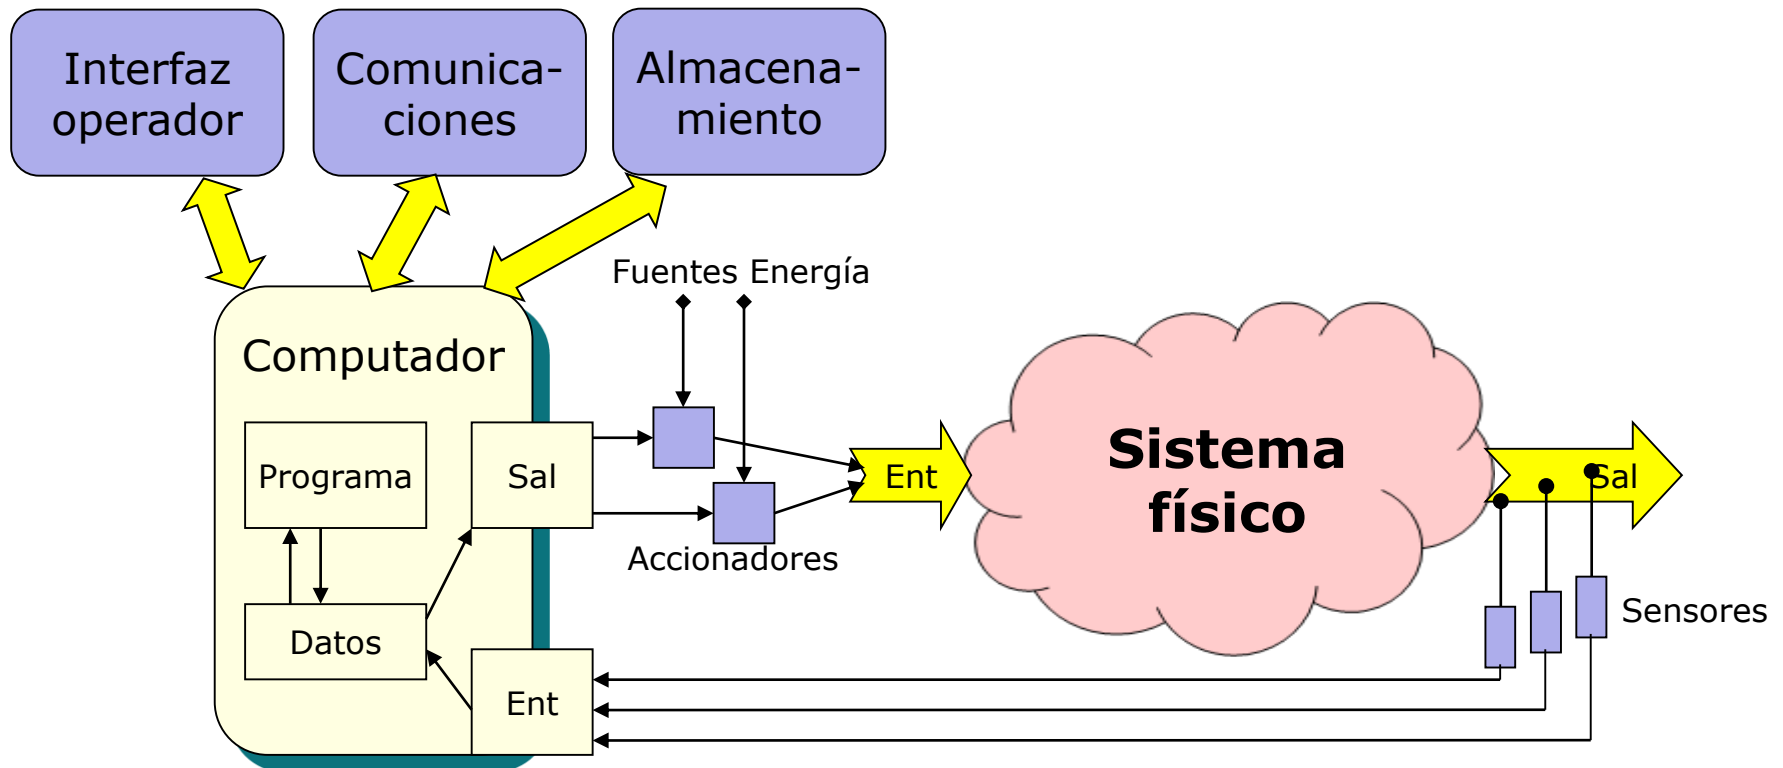 Interfaz
operador
Comunica-
ciones
Almacena-
miento
Fuentes Energía
Computador
Programa
Sal
Datos
Ent
Accionadores
Ent
Sistema
físico
Sal
Sensores